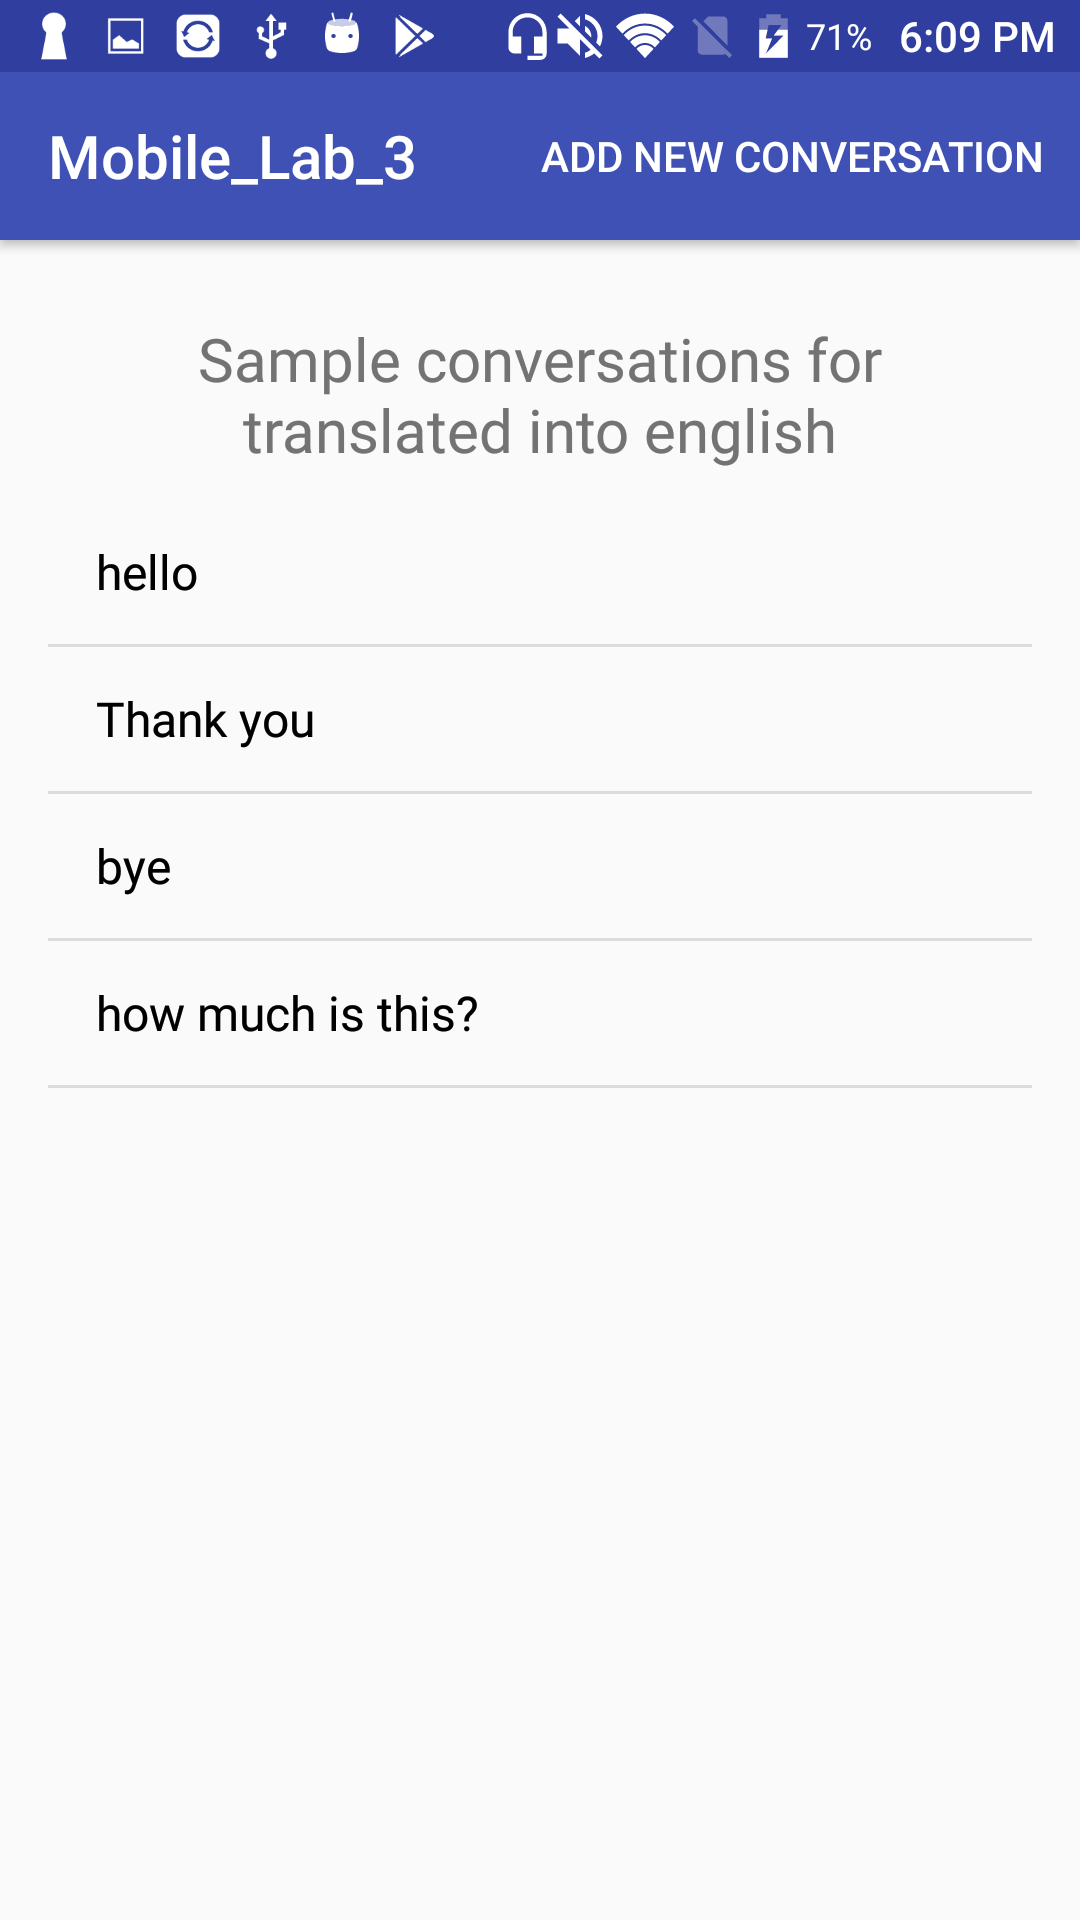 71% 6:09 PM
Mobile_Lab_3 ADD NEW CONVERSATION
Sample conversations for
translated into english
hello
Thank you
bye
how much is this?